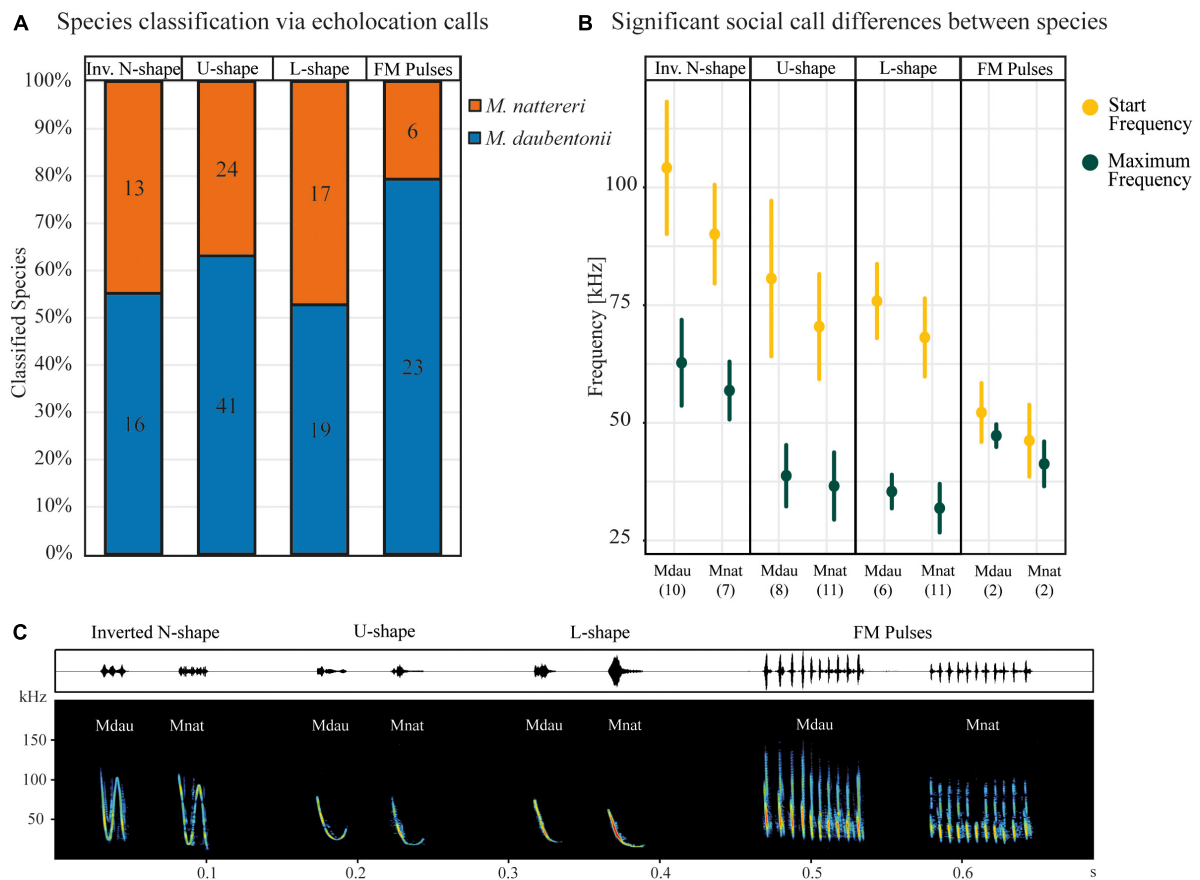 A Species classification via echolocation calls
Inv. N-shape U-shape L-shape FM Pulses
100%
90%
80%
70%
60%
50%
40%
30%
20%
10%
0%
Classified Species
13 24 17 6
16 41 19 23
M. nattereri
M. daubentonii
B Significant social call differences between species
Inv. N-shape U-shape L-shape FM Pulses
100
75
50
25
Frequency [kHz]
Mdau Mnat Mdau Mnat Mdau Mnat Mdau Mnat
(10) (7) (8) (11) (6) (11) (2) (2)
Start
Frequency
Maximum
Frequency
C
Inverted N-shape U-shape L-shape FM Pulses
kHz
Mdau Mnat Mdau Mnat Mdau Mnat Mdau Mnat
150
100
50
0.1 0.2 0.3 0.4 0.5 0.6 s